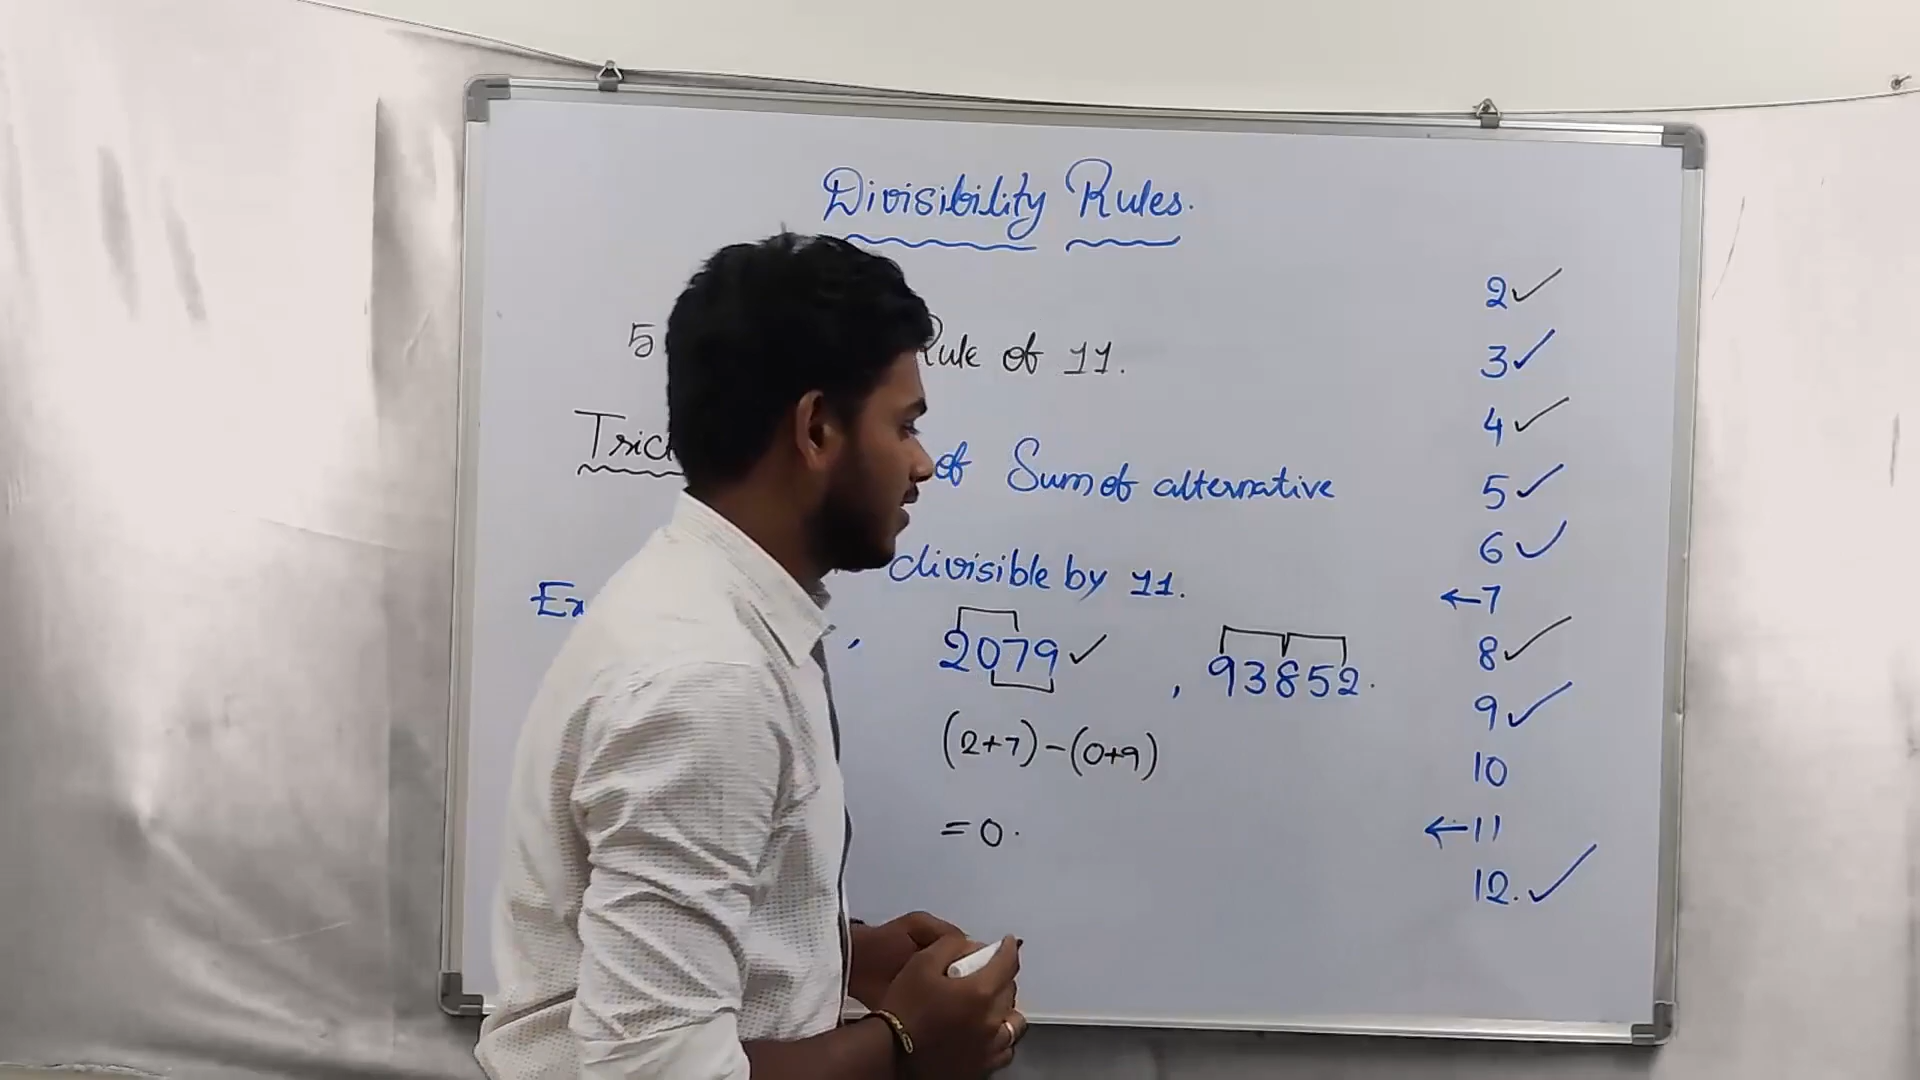 Divisibility Rules.
5 Rule of 11.
Trick of Sum of alternative
divisible by 11.
Ex , 2079 ✓ , 93852.
(2+7)-(0+9)
=0.
2 ✓
3 ✓
4 ✓
5 ✓
6 ✓
←7
8 ✓
9 ✓
10
←11
12. ✓